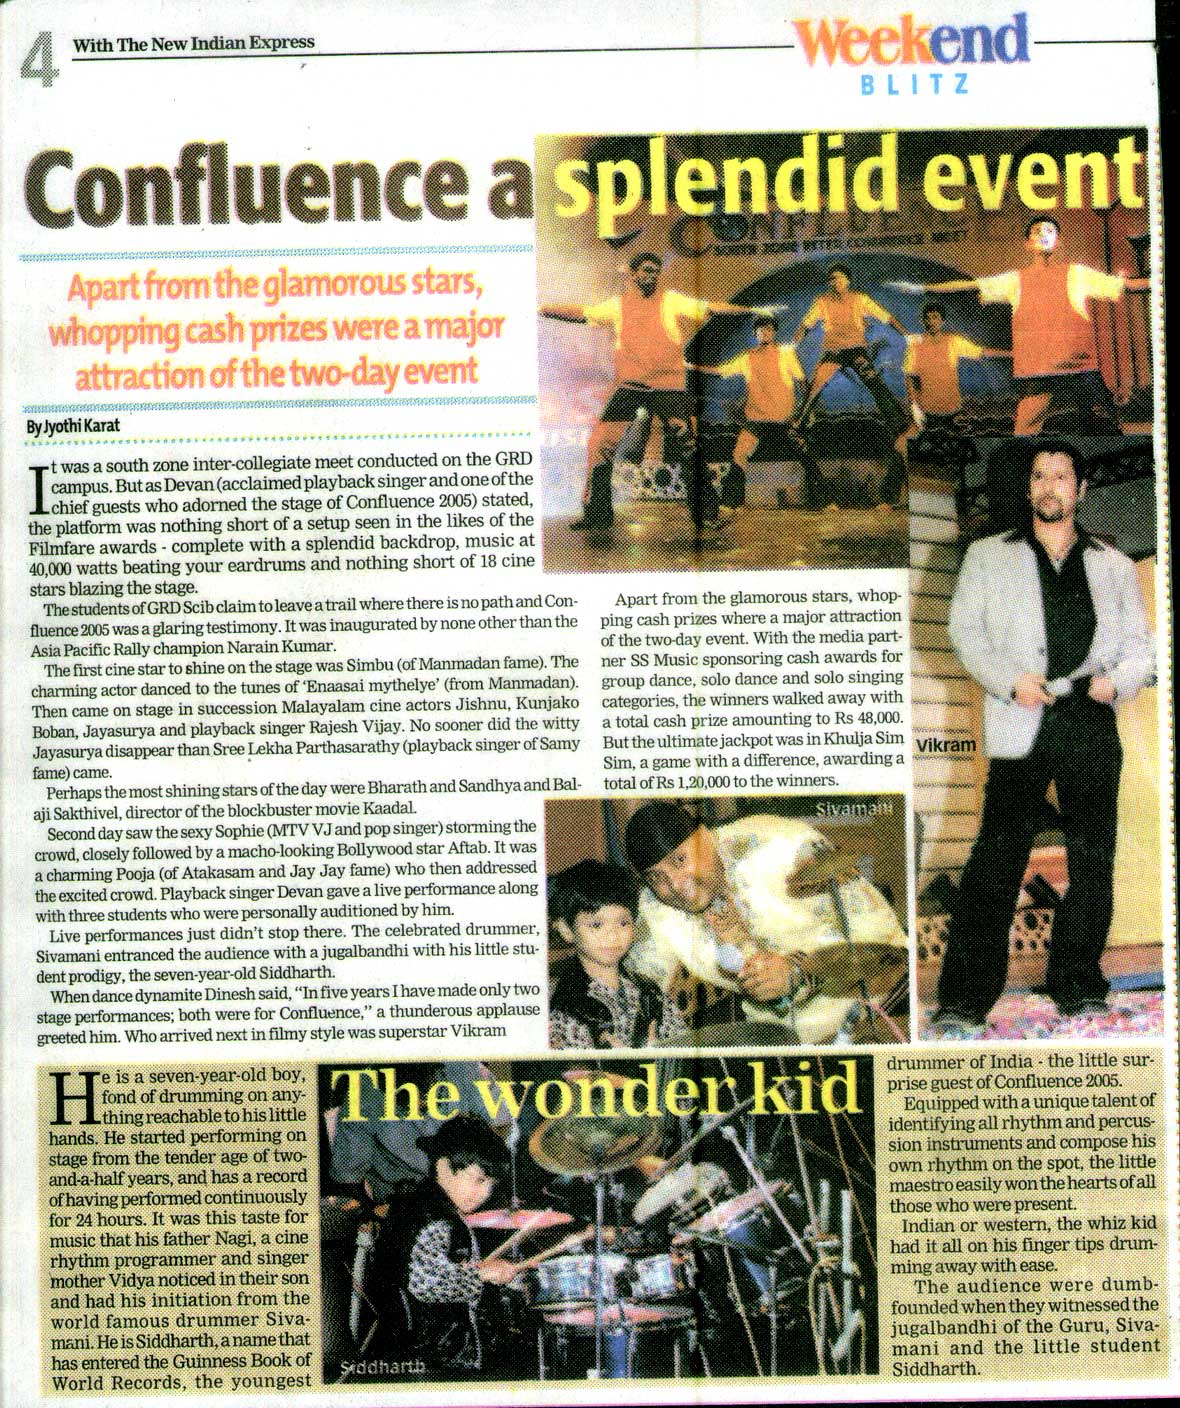 4
With The New Indian Express
Weekend
BLITZ
Confluence a splendid event
Apart from the glamorous stars,
whopping cash prizes were a major
attraction of the two-day event
By Jyothi Karat
It was a south zone inter-collegiate meet conducted on the GRD
campus. But as Devan (acclaimed playback singer and one of the
chief guests who adorned the stage of Confluence 2005) stated,
the platform was nothing short of a setup seen in the likes of the
Filmfare awards - complete with a splendid backdrop, music at
40,000 watts beating your eardrums and nothing short of 18 cine
stars blazing the stage.
The students of GRD Scib claim to leave a trail where there is no path and Con-
fluence 2005 was a glaring testimony. It was inaugurated by none other than the
Asia Pacific Rally champion Narain Kumar.
The first cine star to shine on the stage was Simbu (of Manmadan fame). The
charming actor danced to the tunes of ‘Enaasai mythelye’ (from Manmadan).
Then came on stage in succession Malayalam cine actors Jishnu, Kunjako
Boban, Jayasurya and playback singer Rajesh Vijay. No sooner did the witty
Jayasurya disappear than Sree Lekha Parthasarathy (playback singer of Samy
fame) came.
Perhaps the most shining stars of the day were Bharath and Sandhya and Bal-
aji Sakthivel, director of the blockbuster movie Kaadal.
Second day saw the sexy Sophie (MTV VJ and pop singer) storming the
crowd, closely followed by a macho-looking Bollywood star Aftab. It was
a charming Pooja (of Atakasam and Jay Jay fame) who then addressed
the excited crowd. Playback singer Devan gave a live performance along
with three students who were personally auditioned by him.
Live performances just didn’t stop there. The celebrated drummer,
Sivamani entranced the audience with a jugalbandhi with his little stu-
dent prodigy, the seven-year-old Siddharth.
When dance dynamite Dinesh said, “In five years I have made only two
stage performances; both were for Confluence,” a thunderous applause
greeted him. Who arrived next in filmy style was superstar Vikram
Apart from the glamorous stars, whop-
ping cash prizes where a major attraction
of the two-day event. With the media part-
ner SS Music sponsoring cash awards for
group dance, solo dance and solo singing
categories, the winners walked away with
a total cash prize amounting to Rs 48,000.
But the ultimate jackpot was in Khulja Sim
Sim, a game with a difference, awarding a
total of Rs 1,20,000 to the winners.
Vikram
Sivamani
The wonder kid
He is a seven-year-old boy,
fond of drumming on any-
thing reachable to his little
hands. He started performing on
stage from the tender age of two-
and-a-half years, and has a record
of having performed continuously
for 24 hours. It was this taste for
music that his father Nagi, a cine
rhythm programmer and singer
mother Vidya noticed in their son
and had his initiation from the
world famous drummer Siva-
mani. He is Siddharth, a name that
has entered the Guinness Book of
World Records, the youngest
Siddharth
drummer of India - the little sur-
prise guest of Confluence 2005.
Equipped with a unique talent of
identifying all rhythm and percus-
sion instruments and compose his
own rhythm on the spot, the little
maestro easily won the hearts of all
those who were present.
Indian or western, the whiz kid
had it all on his finger tips drum-
ming away with ease.
The audience were dumb-
founded when they witnessed the
jugalbandhi of the Guru, Siva-
mani and the little student
Siddharth.